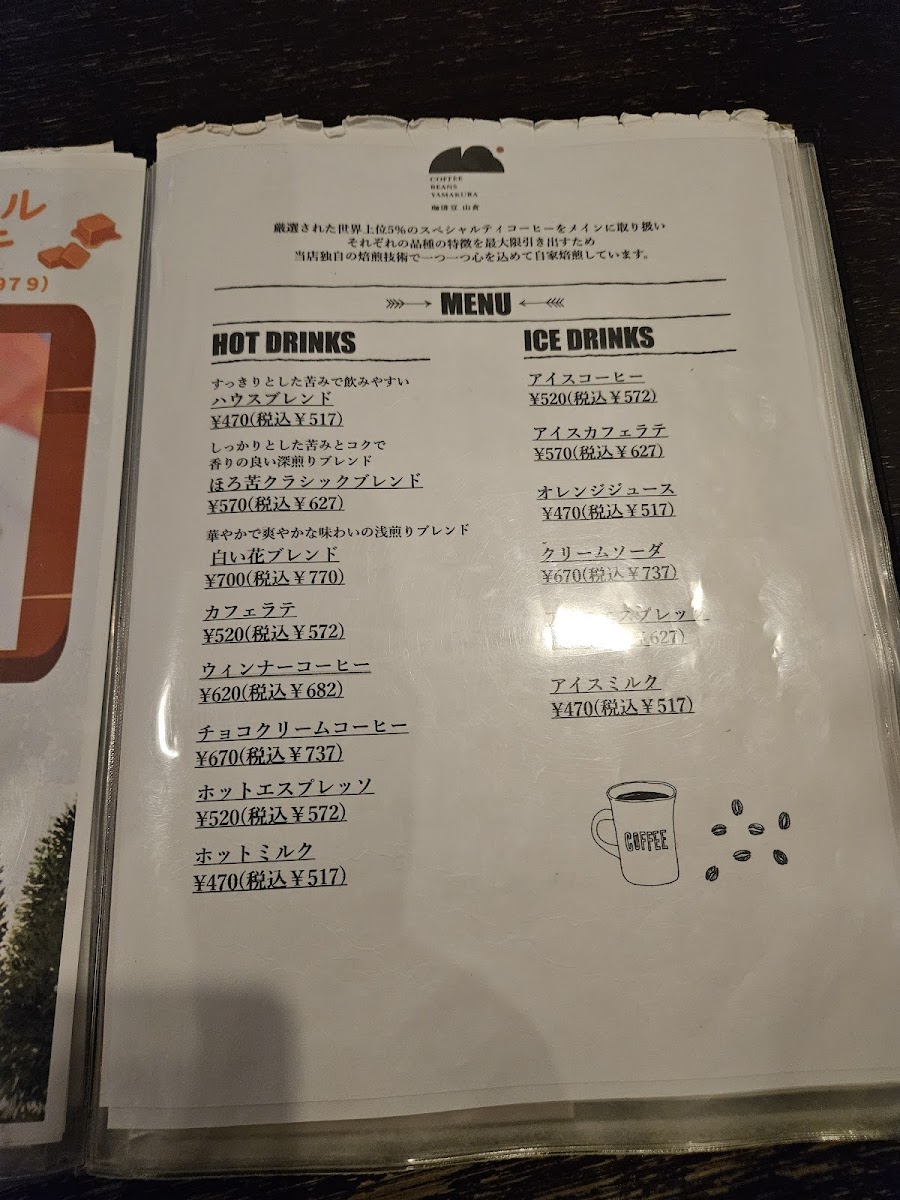 ル
979)
COFFEE
BEANS
YAMAKURA
珈琲豆 山倉
厳選された世界上位5%のスペシャルティコーヒーをメインに取り扱い
それぞれの品種の特徴を最大限引き出すため
当店独自の焙煎技術で一つ一つ心を込めて自家焙煎しています。
MENU
HOT DRINKS
すっきりとした苦みで飲みやすい
ハウスブレンド
¥470(税込¥517)
しっかりとした苦みとコクで
香りの良い深煎りブレンド
ほろ苦クラシックブレンド
¥570(税込¥627)
華やかで爽やかな味わいの浅煎りブレンド
白い花ブレンド
¥700(税込¥770)
カフェラテ
¥520(税込¥572)
ウィンナーコーヒー
¥620(税込¥682)
チョコクリームコーヒー
¥670(税込¥737)
ホットエスプレッソ
¥520(税込¥572)
ホットミルク
¥470(税込¥517)
ICE DRINKS
アイスコーヒー
¥520(税込¥572)
アイスカフェラテ
¥570(税込¥627)
オレンジジュース
¥470(税込¥517)
クリームソーダ
¥670(税込¥737)
スプレッソ
¥627)
アイスミルク
¥470(税込¥517)
COFFEE